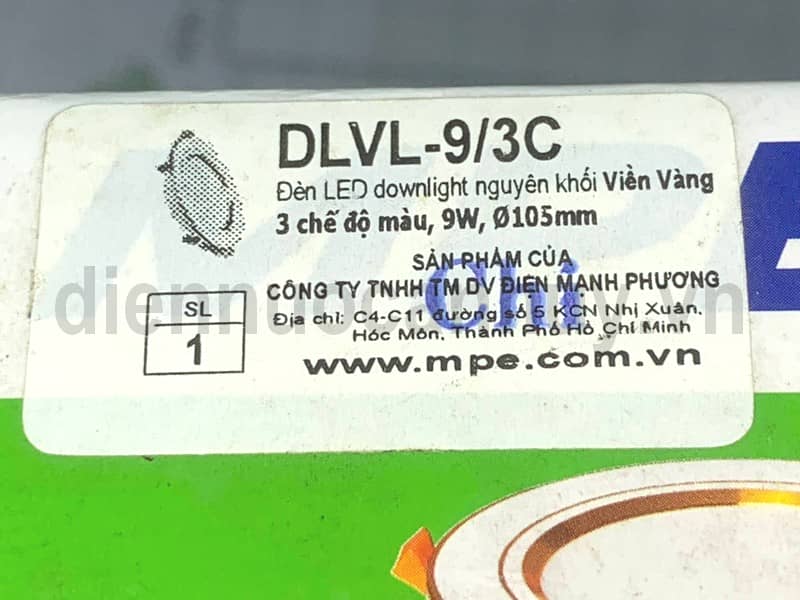 DLVL-9/3C
Đèn LED downlight nguyên khối Viền Vàng
3 chế độ màu, 9W, Ø105mm
SẢN PHẨM CỦA
CÔNG TY TNHH TM DV ĐIỆN MẠNH PHƯƠNG
Địa chỉ: C4-C11 đường số 5 KCN Nhị Xuân,
Hóc Môn, Thành Phố Hồ Chí Minh
www.mpe.com.vn
SL
1